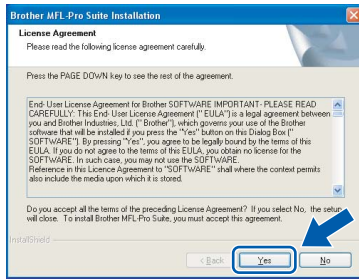 Brother MFL-Pro Suite Installation
License Agreement
Please read the following license agreement carefully.
Press the PAGE DOWN key to see the rest of the agreement.
End- User License Agreement for Brother SOFTWARE IMPORTANT- PLEASE READ
CAREFULLY: This End- User License Agreement (" EULA") is a legal agreement between
you and Brother Industries, Ltd. (" Brother"), which governs your use of the Brother
software that will be installed if you press the "Yes" button on this Dialog Box ("
SOFTWARE"). By pressing "Yes", you agree to be legally bound by the terms of this
EULA. If you do not agree to the terms of this EULA, you obtain no license for the
SOFTWARE. In such case, you may not use the SOFTWARE.
Reference in this Licence Agreement to "SOFTWARE" shall where the context permits
also include the media upon which it is stored.
Do you accept all the terms of the preceding License Agreement? If you select No, the setup
will close. To install Brother MFL-Pro Suite, you must accept this agreement.
InstallShield
< Back Yes No